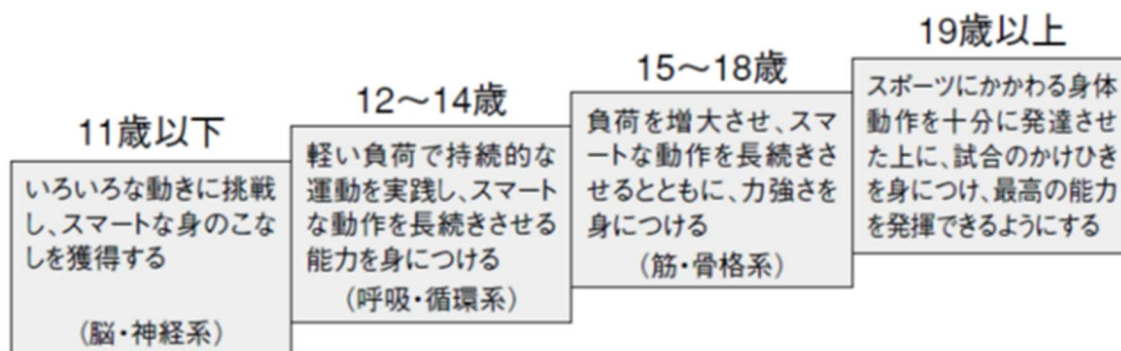 11歳以下
いろいろな動きに挑戦
し、スマートな身のこな
しを獲得する
(脳・神経系)
12〜14歳
軽い負荷で持続的な
運動を実践し、スマート
な動作を長続きさせる
能力を身につける
(呼吸・循環系)
15〜18歳
負荷を増大させ、スマ
ートな動作を長続きさ
せるとともに、力強さを
身につける
(筋・骨格系)
19歳以上
スポーツにかかわる身体
動作を十分に発達させ
た上に、試合のかけひき
を身につけ、最高の能力
を発揮できるようにする